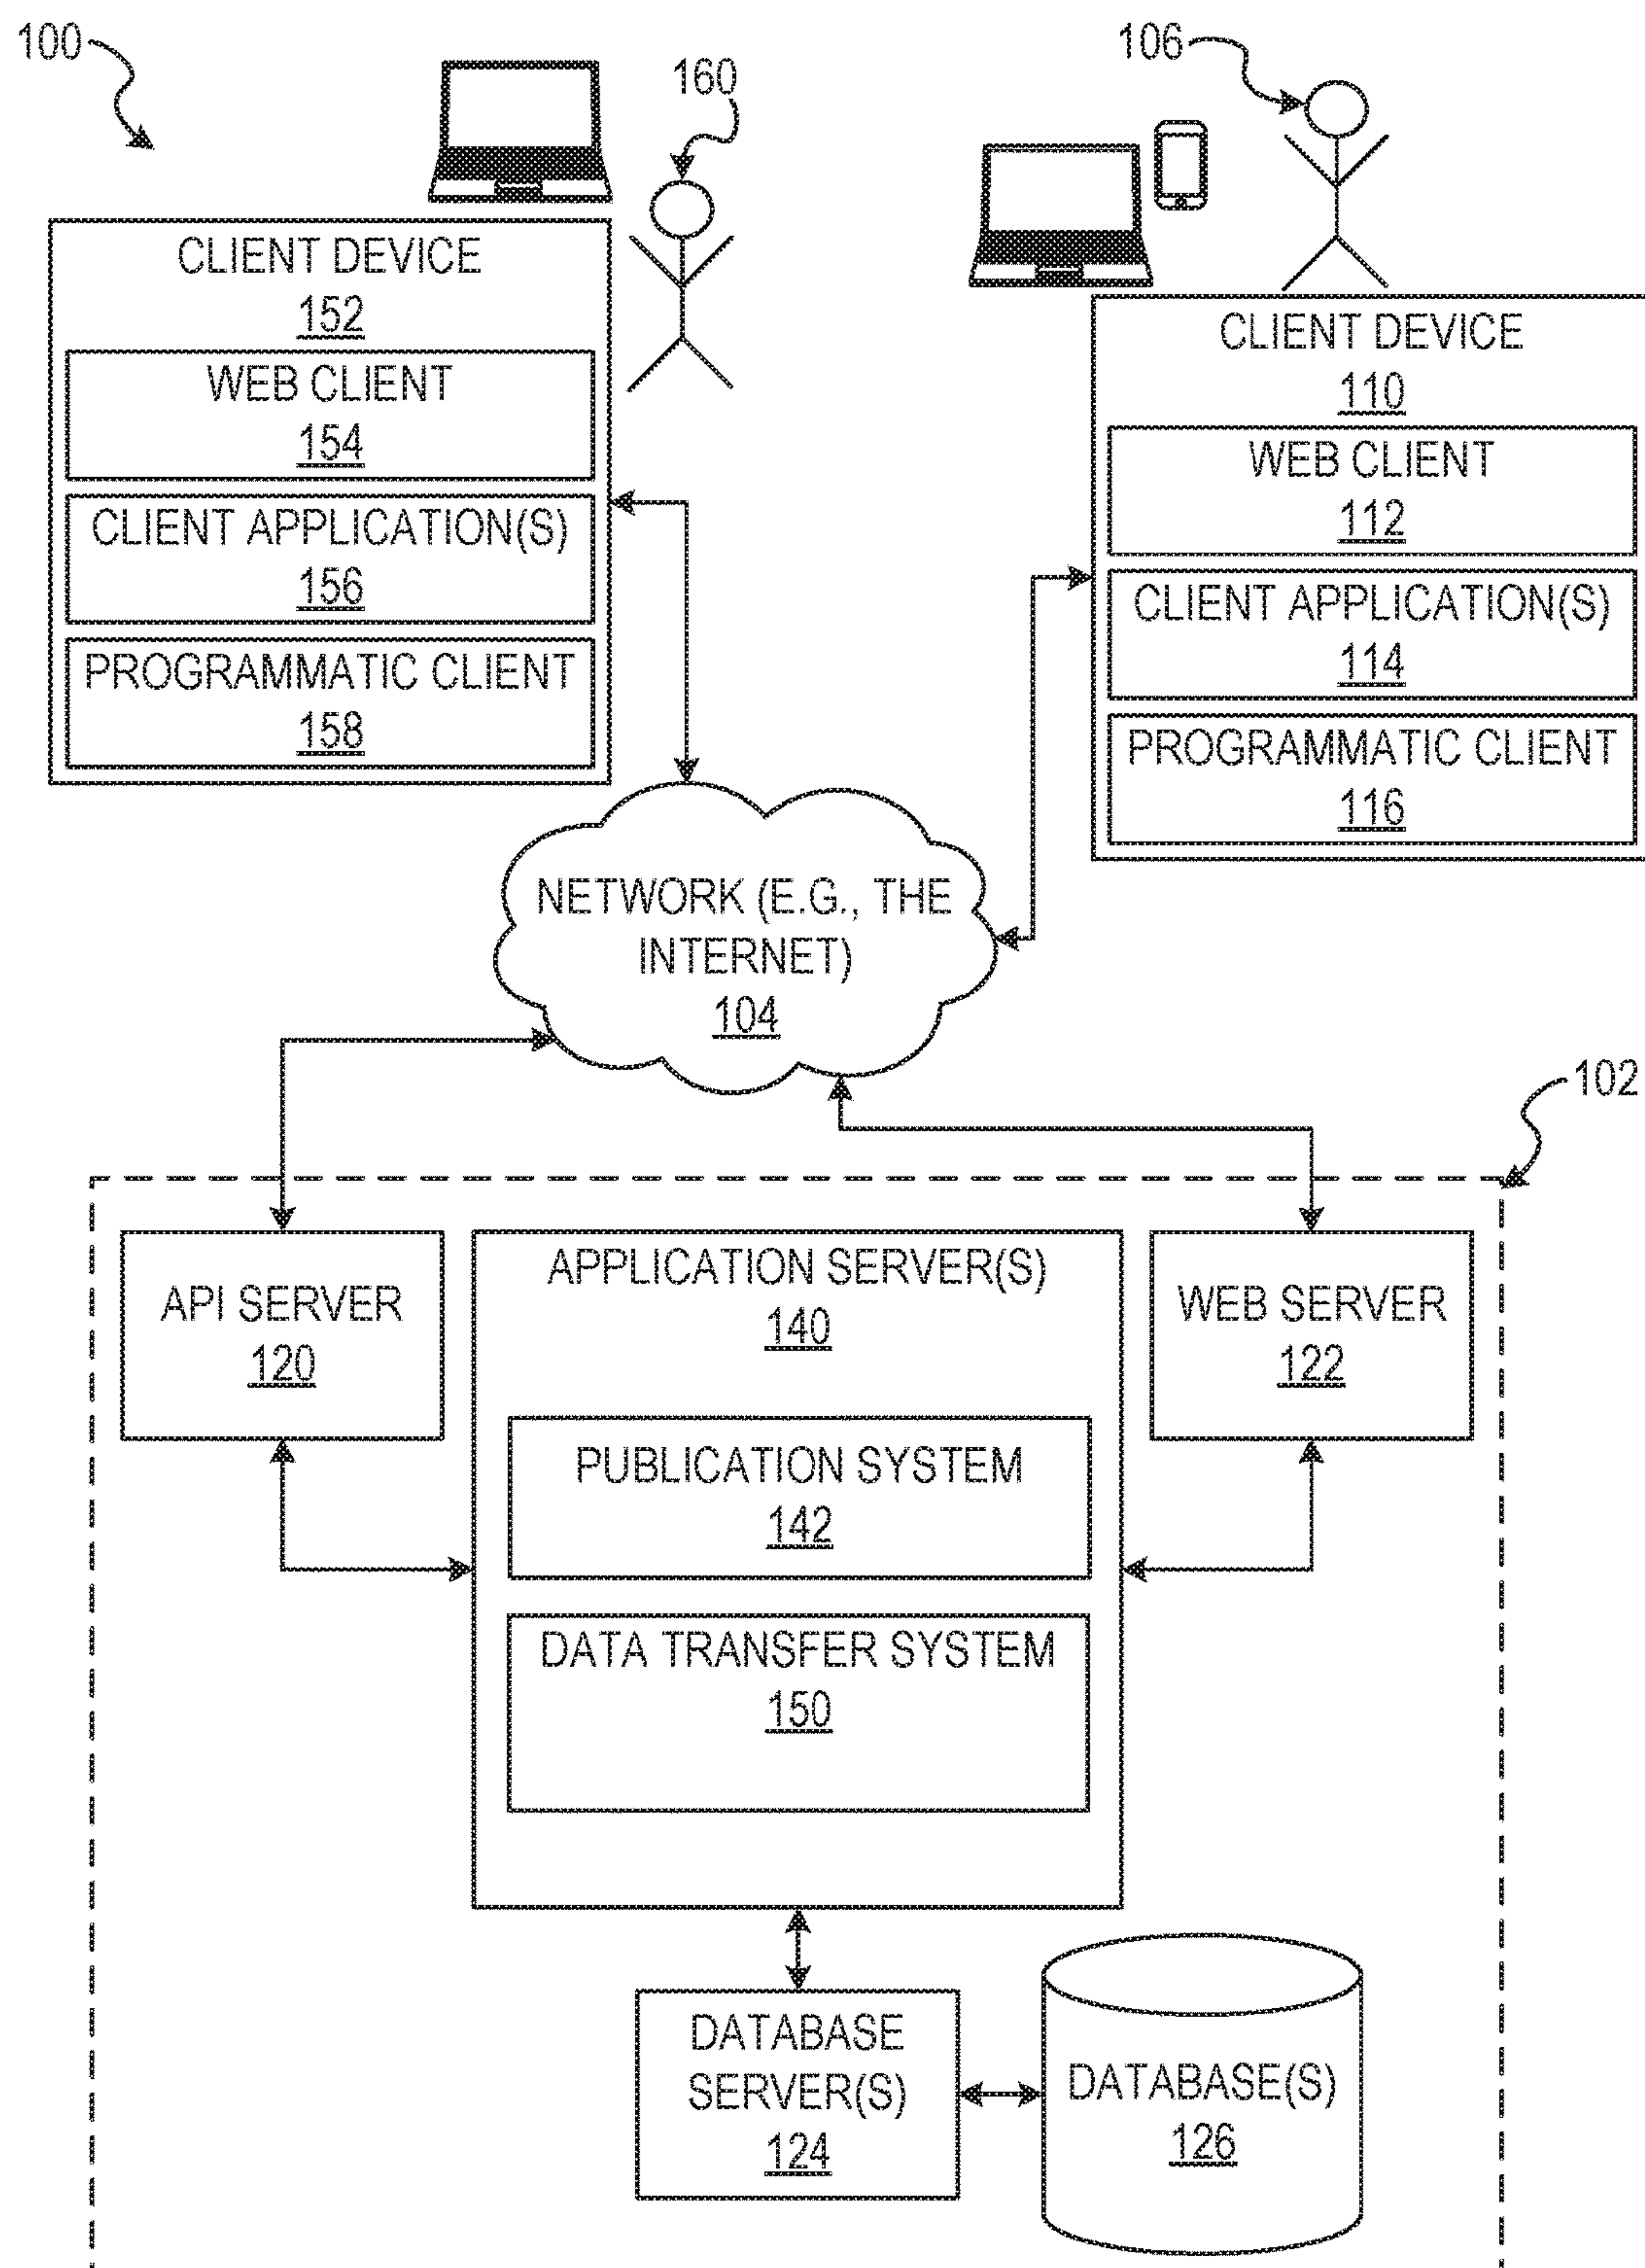 100
160
106
CLIENT DEVICE
152
WEB CLIENT
154
CLIENT APPLICATION(S)
156
PROGRAMMATIC CLIENT
158
CLIENT DEVICE
110
WEB CLIENT
112
CLIENT APPLICATION(S)
114
PROGRAMMATIC CLIENT
116
NETWORK (E.G., THE
INTERNET)
104
102
API SERVER
120
APPLICATION SERVER(S)
140
PUBLICATION SYSTEM
142
DATA TRANSFER SYSTEM
150
WEB SERVER
122
DATABASE
SERVER(S)
124
DATABASE(S)
126